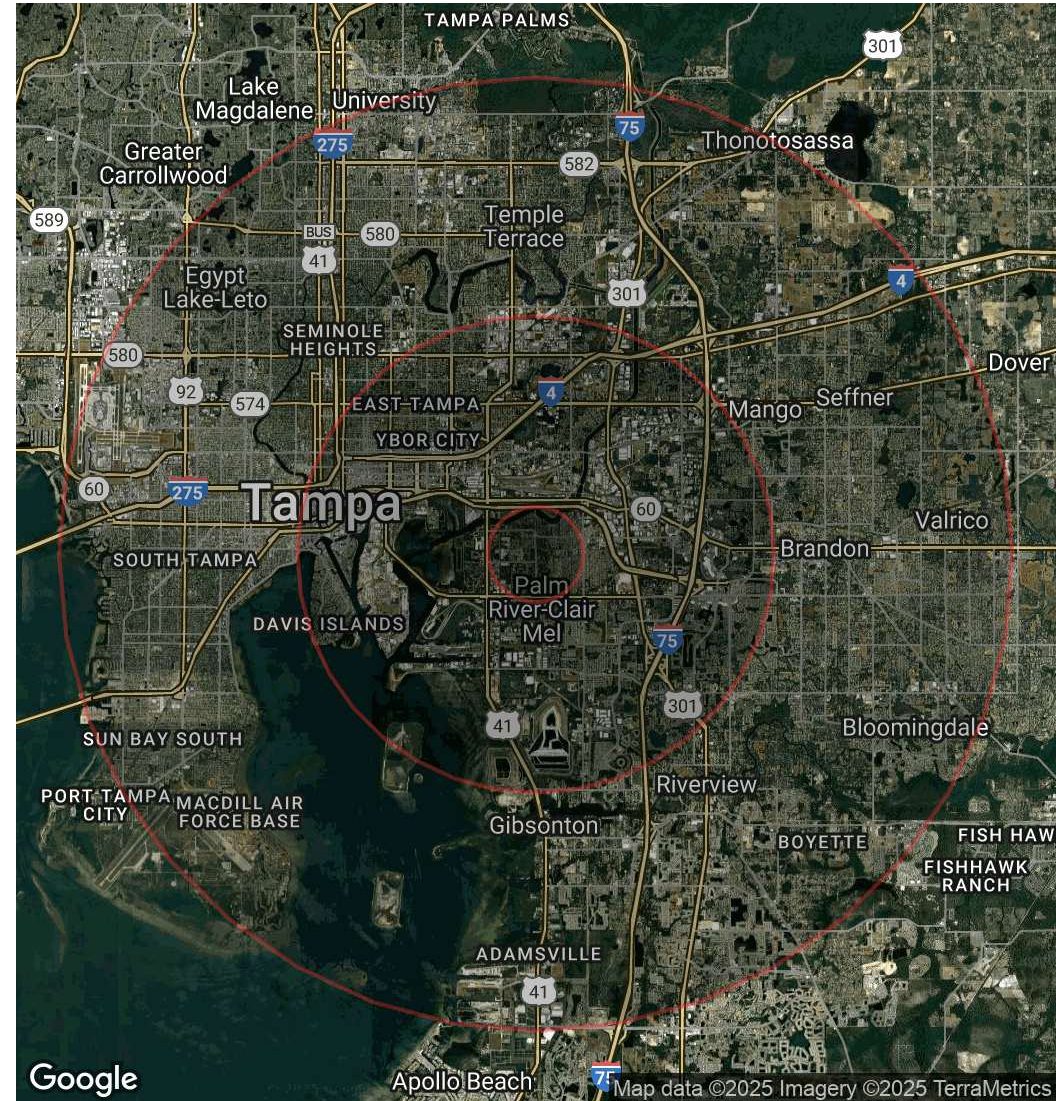 TAMPA PALMS
301
Lake
Magdalene
University
75
275
Thonotosassa
Greater
Carrollwood
582
589
Temple
Terrace
BUS
41
580
Egypt
Lake-Leto
4
301
SEMINOLE
HEIGHTS
580
Dover
92
574
4
EAST TAMPA
Mango
Seffner
YBOR CITY
60
275
Tampa
60
Valrico
Brandon
SOUTH TAMPA
Palm
River-Clair
Mel
DAVIS ISLANDS
75
301
41
Bloomingdale
SUN BAY SOUTH
Riverview
PORT TAMPA
CITY
MACDILL AIR
FORCE BASE
Gibsonton
BOYETTE
FISH HAW
FISHHAWK
RANCH
ADAMSVILLE
41
Google
Apollo Beach
75
Map data ©2025 Imagery ©2025 TerraMetrics